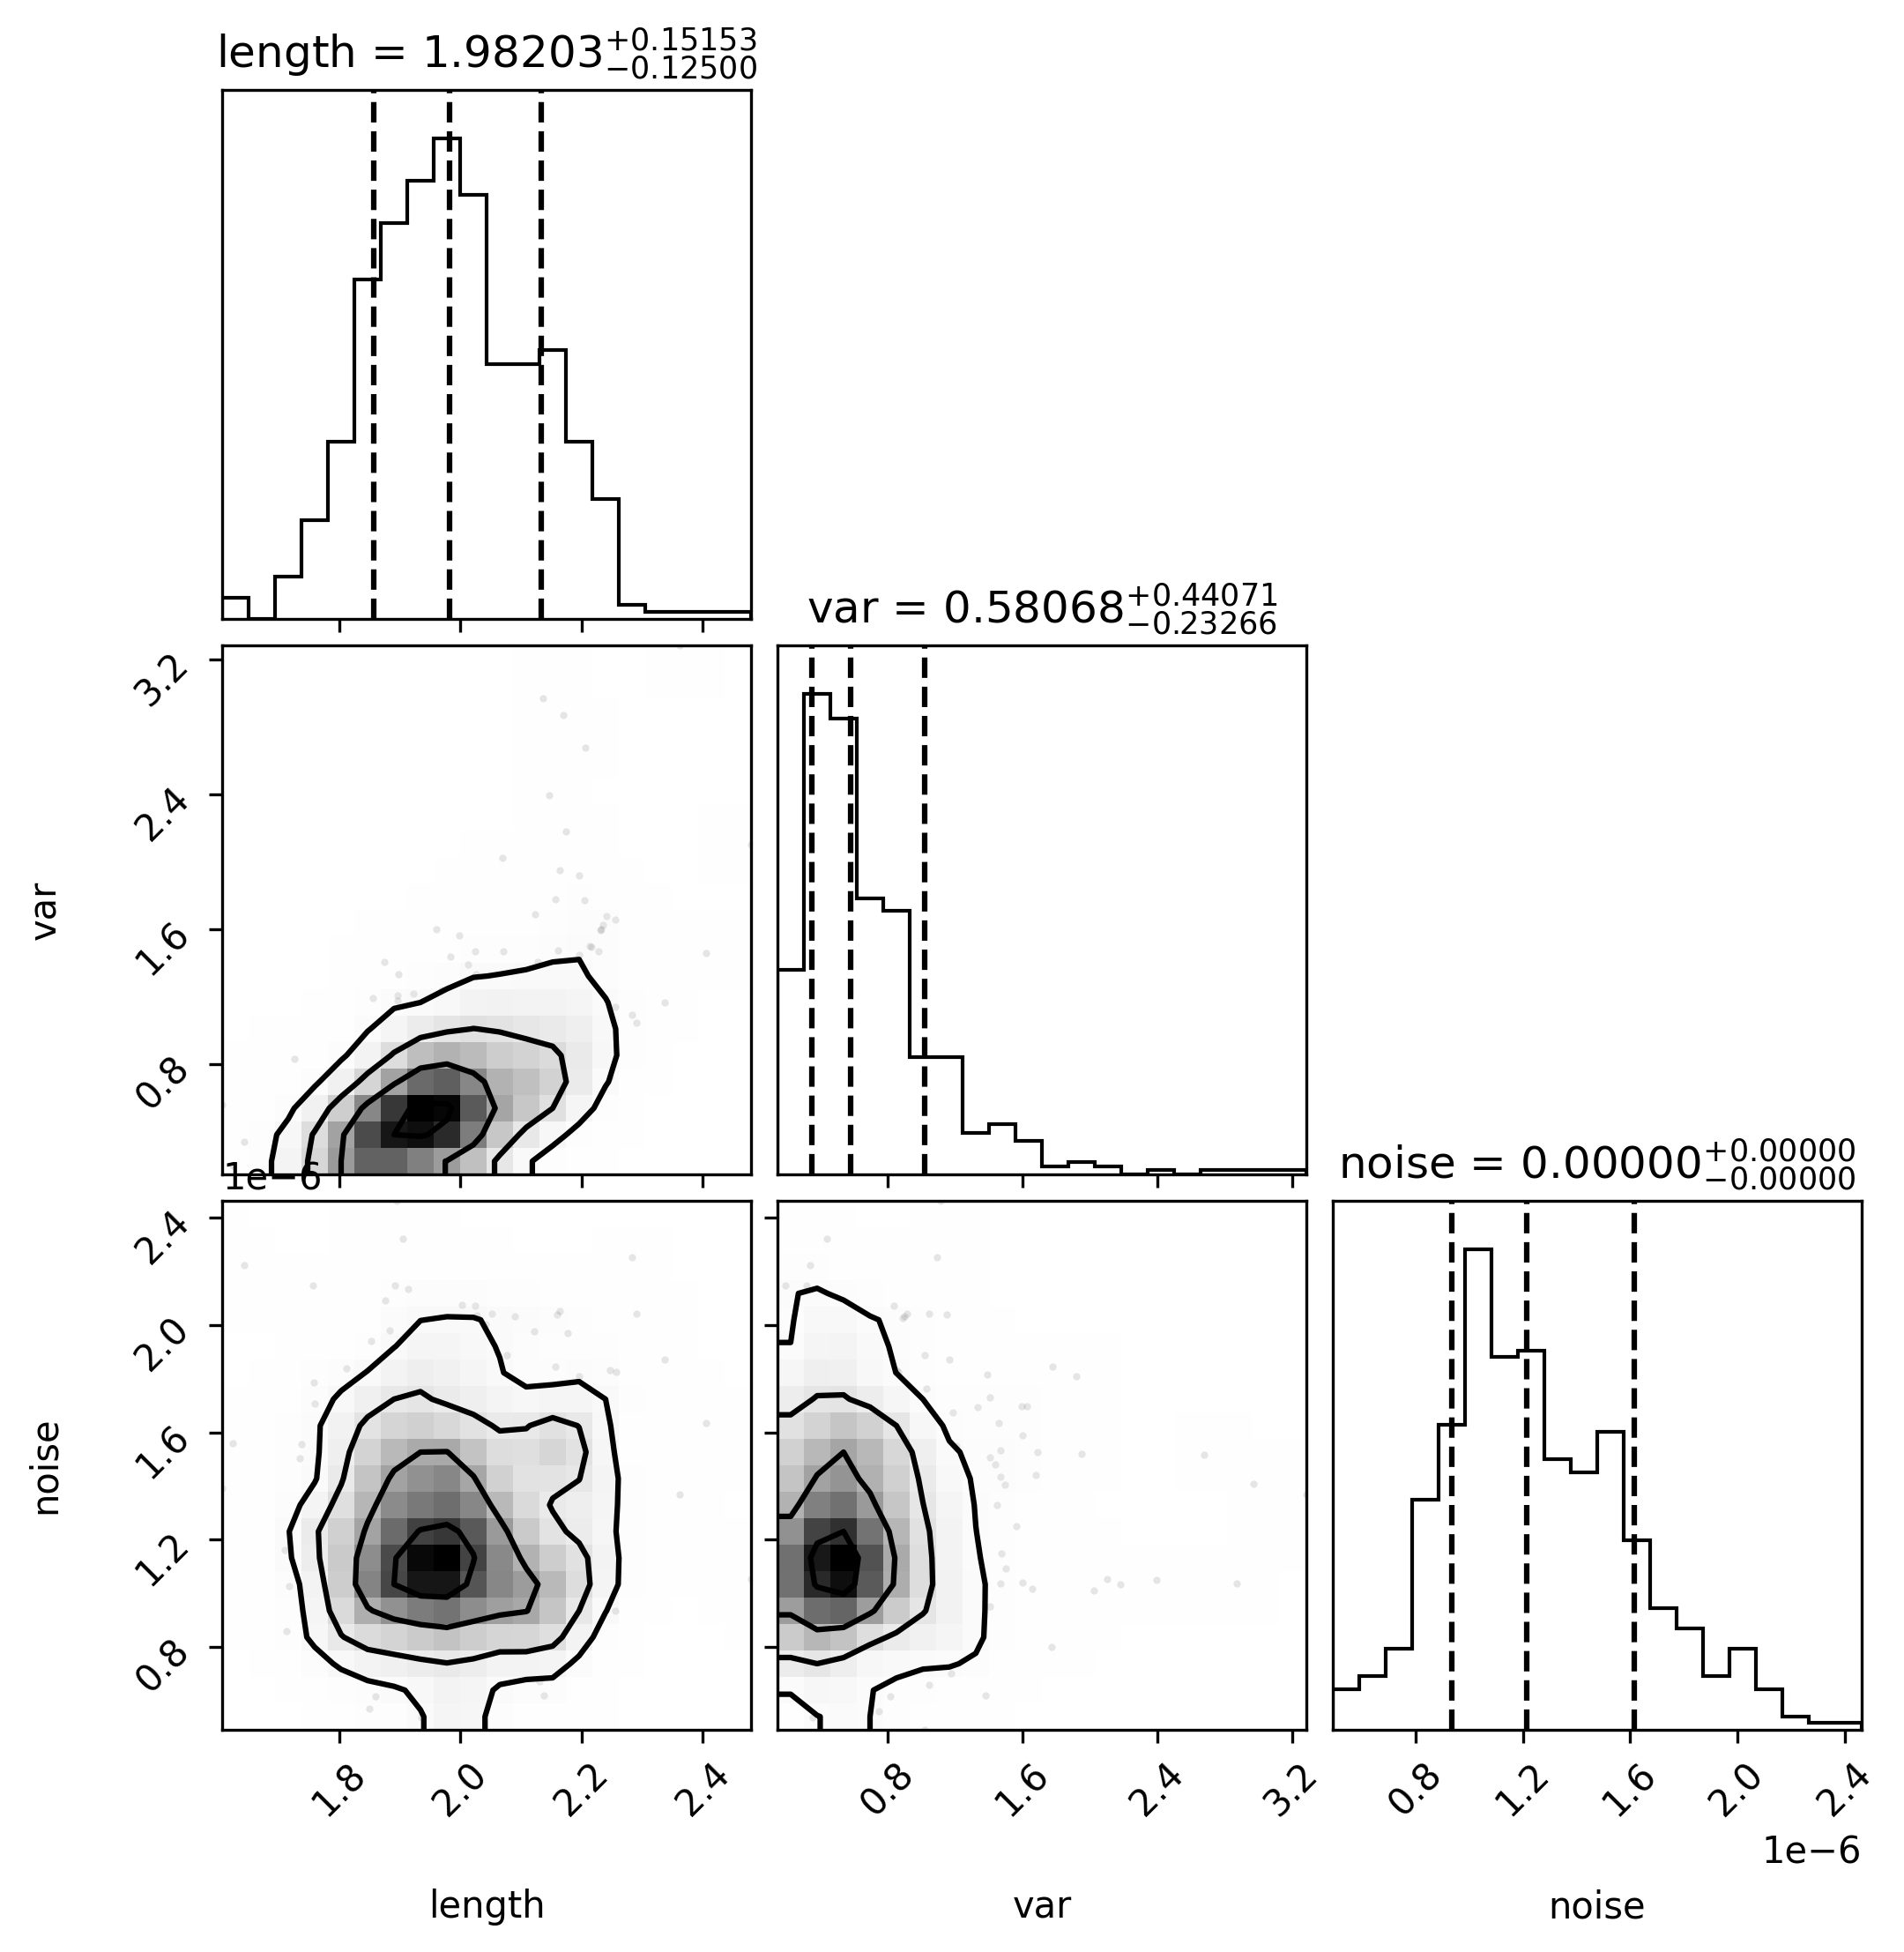 length = 1.98203 +0.15153 −0.12500
var = 0.58068 +0.44071 −0.23266
3.2
2.4
1.6
0.8
var
1e−6
noise = 0.00000 +0.00000 −0.00000
2.4
2.0
1.6
1.2
0.8
noise
1.8 2.0 2.2 2.4 0.8 1.6 2.4 3.2 0.8 1.2 1.6 2.0 2.4
1e−6
length var noise